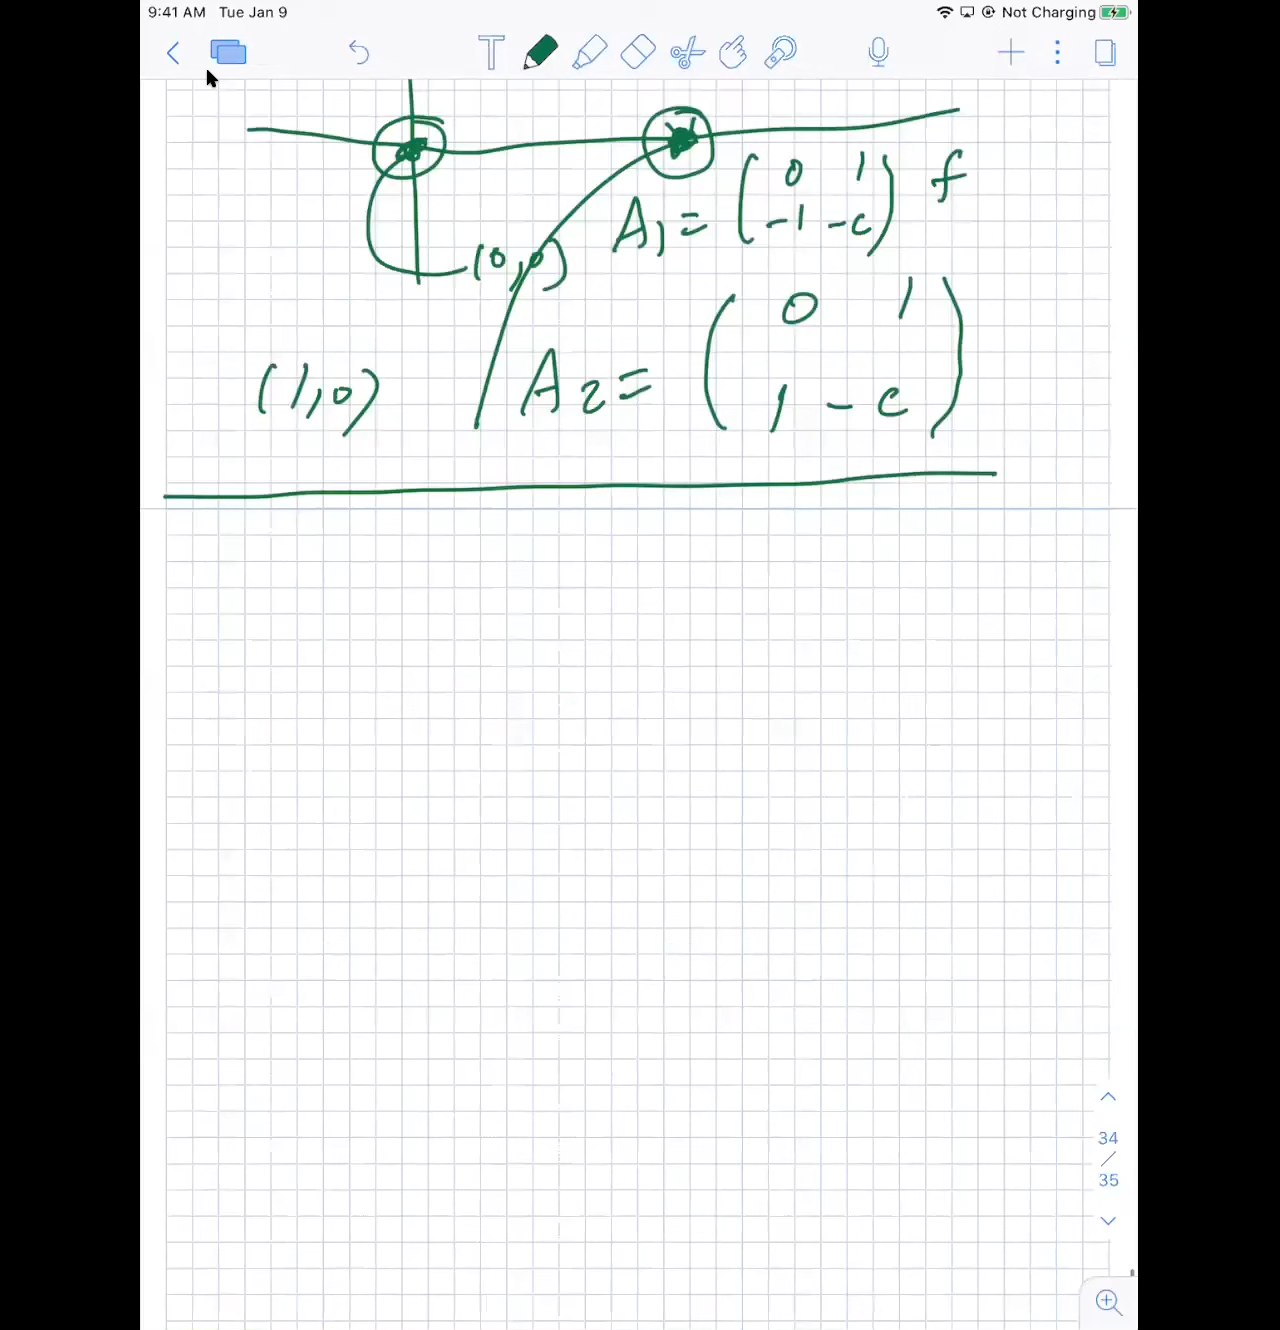 9:41 AM Tue Jan 9 Not Charging
T
A₁ = ( 0 1 ) f
( -1 -c )
(0,0)
(1,0) A₂ = ( 0 1 )
( 1 -c )
34
/
35